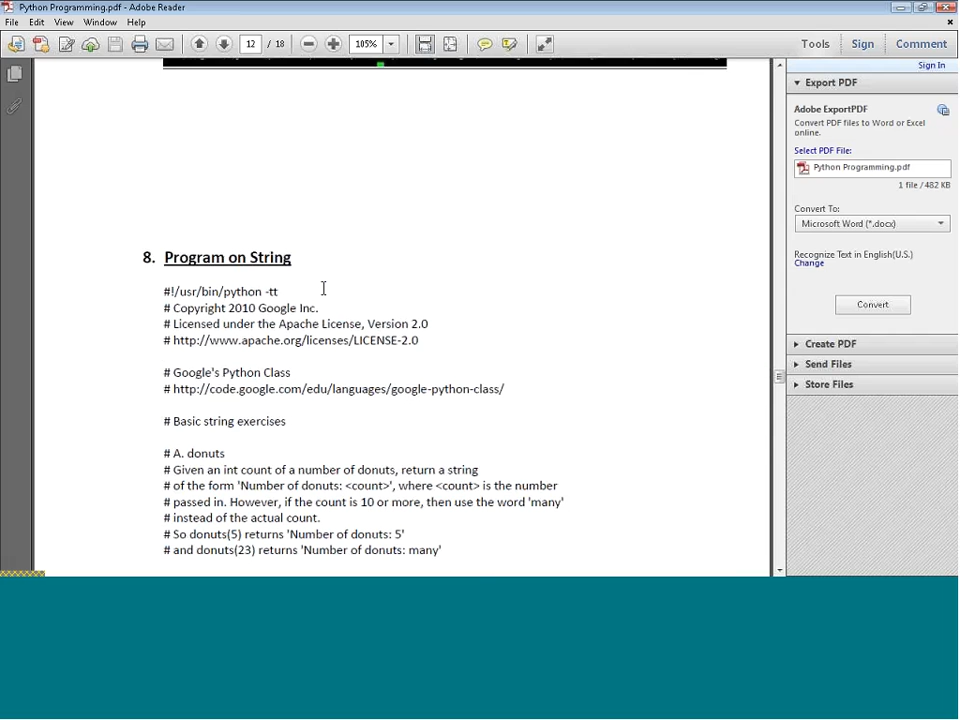 Python Programming.pdf - Adobe Reader
File Edit View Window Help
12 / 18 105% Tools Sign Comment
Sign In
Export PDF
Adobe ExportPDF
Convert PDF files to Word or Excel
online.
Select PDF File:
Python Programming.pdf
1 file / 482 KB
Convert To:
Microsoft Word (*.docx)
Recognize Text in English(U.S.)
Change
Convert
Create PDF
Send Files
Store Files
8. Program on String
#!/usr/bin/python -tt
# Copyright 2010 Google Inc.
# Licensed under the Apache License, Version 2.0
# http://www.apache.org/licenses/LICENSE-2.0
# Google's Python Class
# http://code.google.com/edu/languages/google-python-class/
# Basic string exercises
# A. donuts
# Given an int count of a number of donuts, return a string
# of the form 'Number of donuts: <count>', where <count> is the number
# passed in. However, if the count is 10 or more, then use the word 'many'
# instead of the actual count.
# So donuts(5) returns 'Number of donuts: 5'
# and donuts(23) returns 'Number of donuts: many'